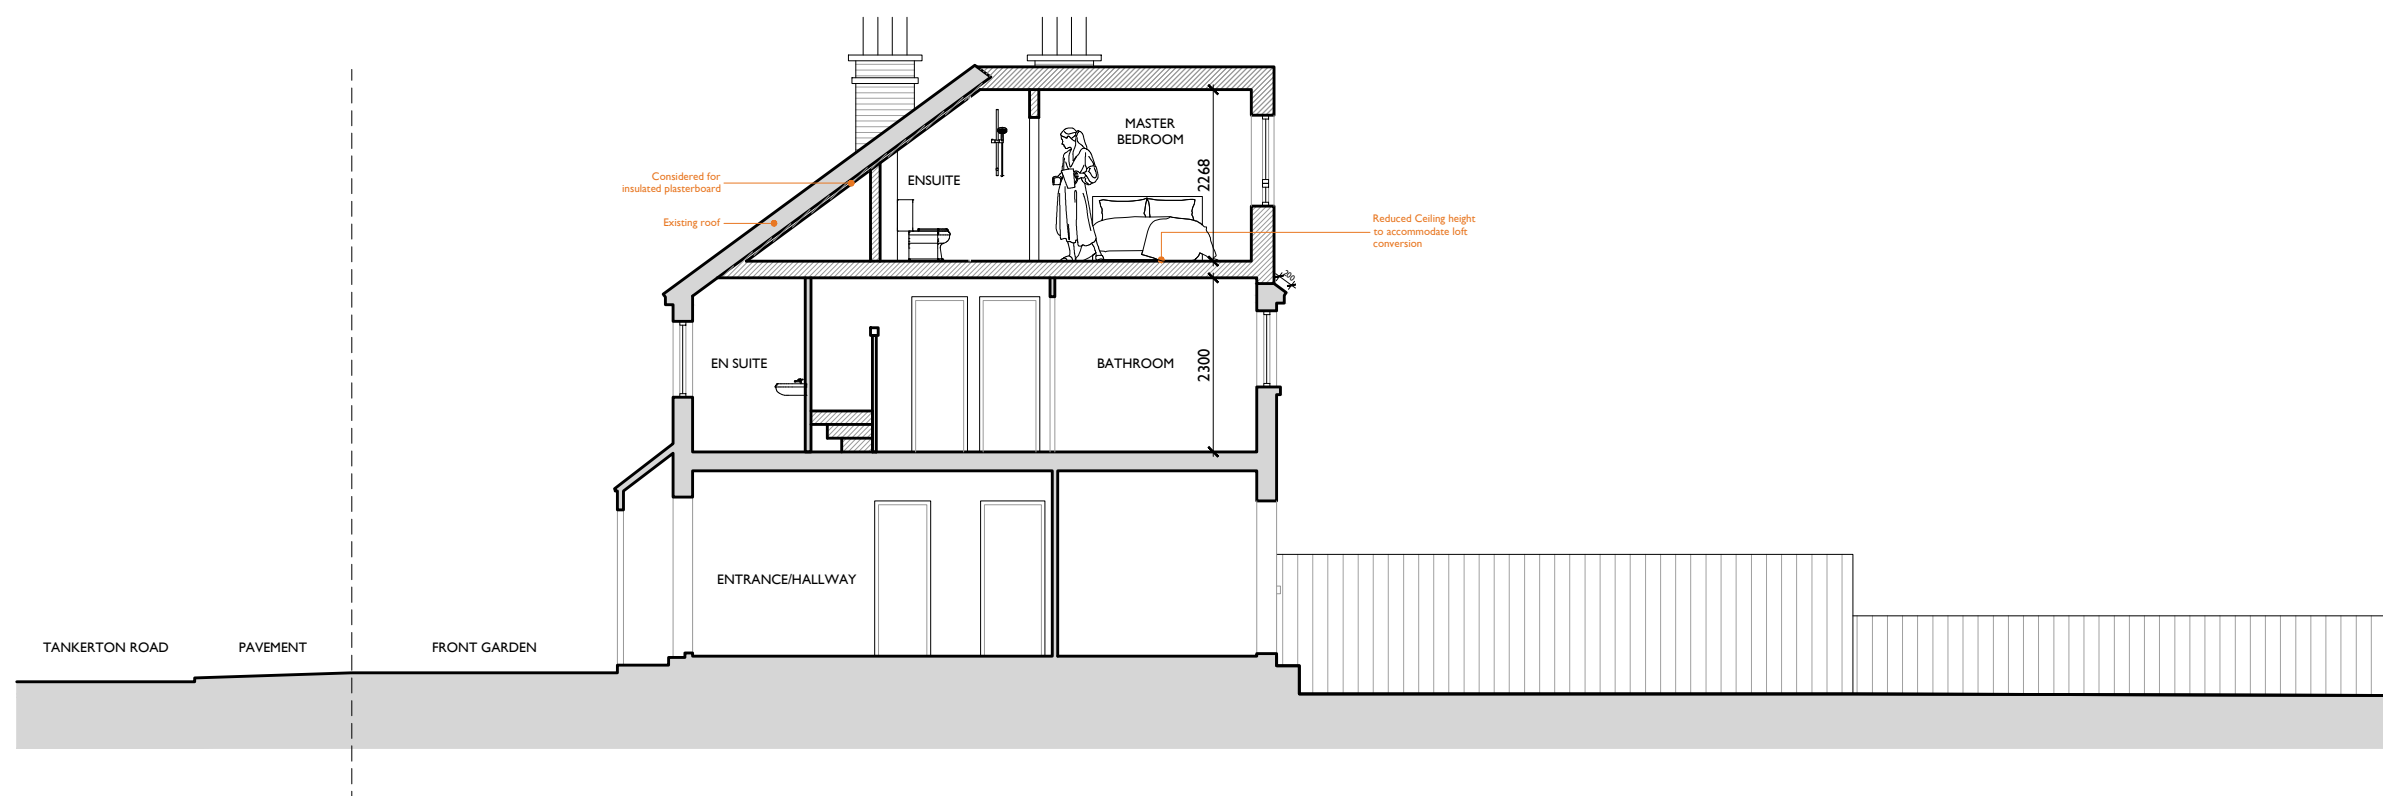 MASTER
BEDROOM
Considered for
insulated plasterboard
ENSUITE
2268
Existing roof
Reduced Ceiling height
to accommodate loft
conversion
200
EN SUITE
BATHROOM
2300
ENTRANCE/HALLWAY
TANKERTON ROAD
PAVEMENT
FRONT GARDEN